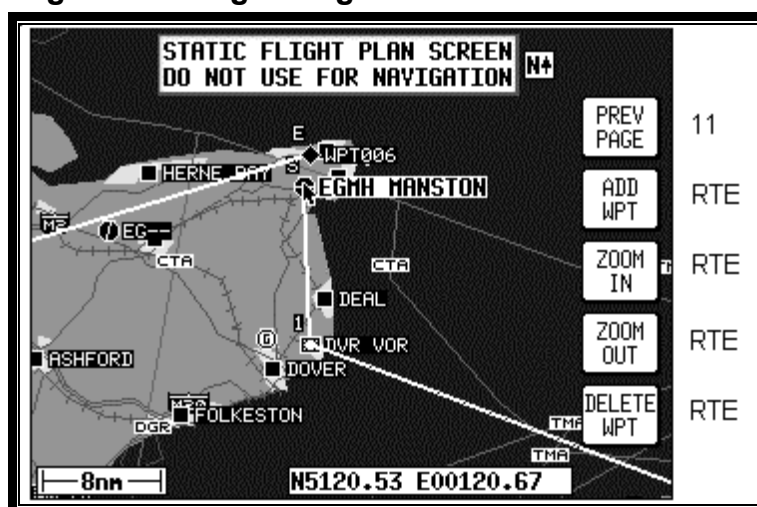 STATIC FLIGHT PLAN SCREEN
DO NOT USE FOR NAVIGATION
N
PREV
PAGE
11
E
WPT006
HERNE BAY
S
EGMH MANSTON
ADD
WPT
RTE
EG--
CTA
CTA
ZOOM
IN
RTE
DEAL
1
G
DVR VOR
ZOOM
OUT
RTE
ASHFORD
DOVER
DELETE
WPT
RTE
FOLKESTON
DGR
TMA
TMA
8nm
N5120.53 E00120.67